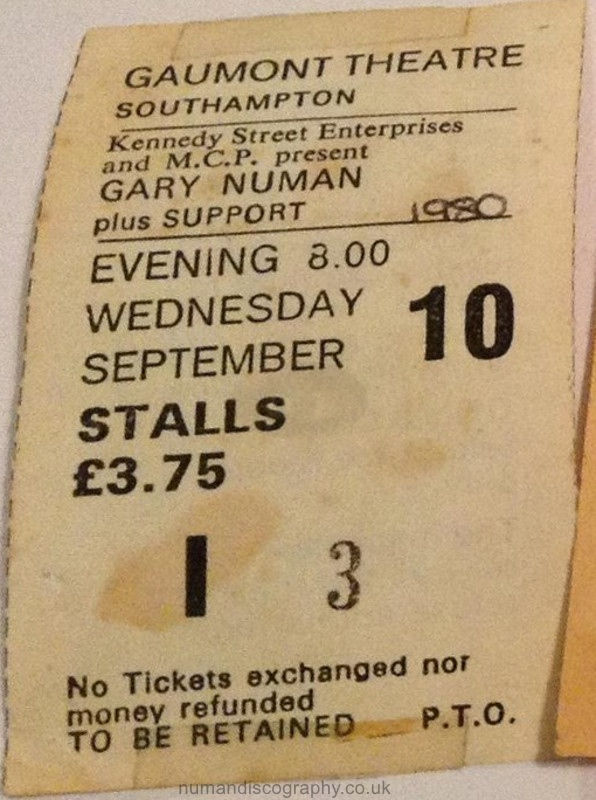 GAUMONT THEATRE
SOUTHAMPTON
Kennedy Street Enterprises
and M.C.P. present
GARY NUMAN
plus SUPPORT 1980
EVENING 8.00
WEDNESDAY 10
SEPTEMBER
STALLS
£3.75
I 3
No Tickets exchanged nor
money refunded
TO BE RETAINED P.T.O.
numandiscography.co.uk